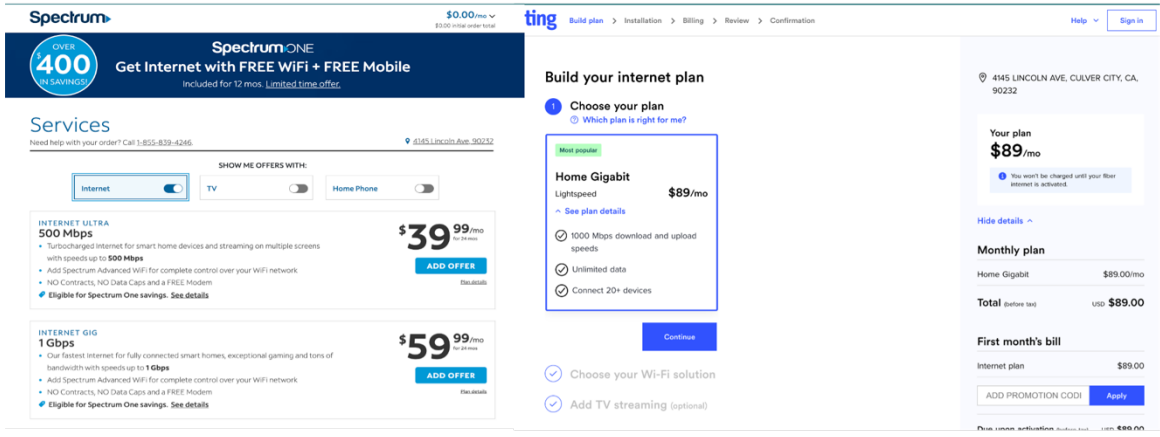 Spectrum
$0.00/mo
$0.00 initial order total
OVER
$400
IN SAVINGS!
Spectrum ONE
Get Internet with FREE WiFi + FREE Mobile
Included for 12 mos. Limited time offer.
Services
Need help with your order? Call 1-855-839-4246.
4145 Lincoln Ave, 90232
SHOW ME OFFERS WITH:
Internet
TV
Home Phone
INTERNET ULTRA
500 Mbps
• Turbocharged Internet for smart home devices and streaming on multiple screens
with speeds up to 500 Mbps
• Add Spectrum Advanced WiFi for complete control over your WiFi network
• NO Contracts, NO Data Caps and a FREE Modem
Eligible for Spectrum One savings. See details
$39.99/mo
for 24 mos
ADD OFFER
Plan details
INTERNET GIG
1 Gbps
• Our fastest Internet for fully connected smart homes, exceptional gaming and tons of
bandwidth with speeds up to 1 Gbps
• Add Spectrum Advanced WiFi for complete control over your WiFi network
• NO Contracts, NO Data Caps and a FREE Modem
Eligible for Spectrum One savings. See details
$59.99/mo
for 24 mos
ADD OFFER
Plan details
ting
Build plan > Installation > Billing > Review > Confirmation
Help
Sign in
Build your internet plan
1 Choose your plan
Which plan is right for me?
Most popular
Home Gigabit
Lightspeed $89/mo
See plan details
1000 Mbps download and upload
speeds
Unlimited data
Connect 20+ devices
Continue
Choose your Wi-Fi solution
Add TV streaming (optional)
4145 LINCOLN AVE, CULVER CITY, CA,
90232
Your plan
$89/mo
You won't be charged until your fiber
internet is activated.
Hide details
Monthly plan
Home Gigabit $89.00/mo
Total (before tax) USD $89.00
First month's bill
Internet plan $89.00
ADD PROMOTION CODI
Apply
Due upon activation (before tax) USD $89.00